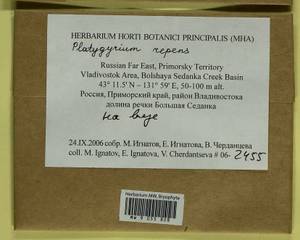 HERBARIUM HORTI BOTANICI PRINCIPALIS (MHA)
Platygyrium repens
Russian Far East, Primorsky Territory
Vladivostok Area, Bolshaya Sedanka Creek Basin
43° 11.5'N – 131° 59' E, 50-100 m alt.
Россия, Приморский край, район Владивостока
долина речки Большая Седанка
На вязе
24.IX.2006 собр. М. Игнатов, Е. Игнатова, В. Черданцева
coll. M. Ignatov, E. Ignatova, V. Cherdantseva # 06- 2455
Herbarium MW, Bryophyte